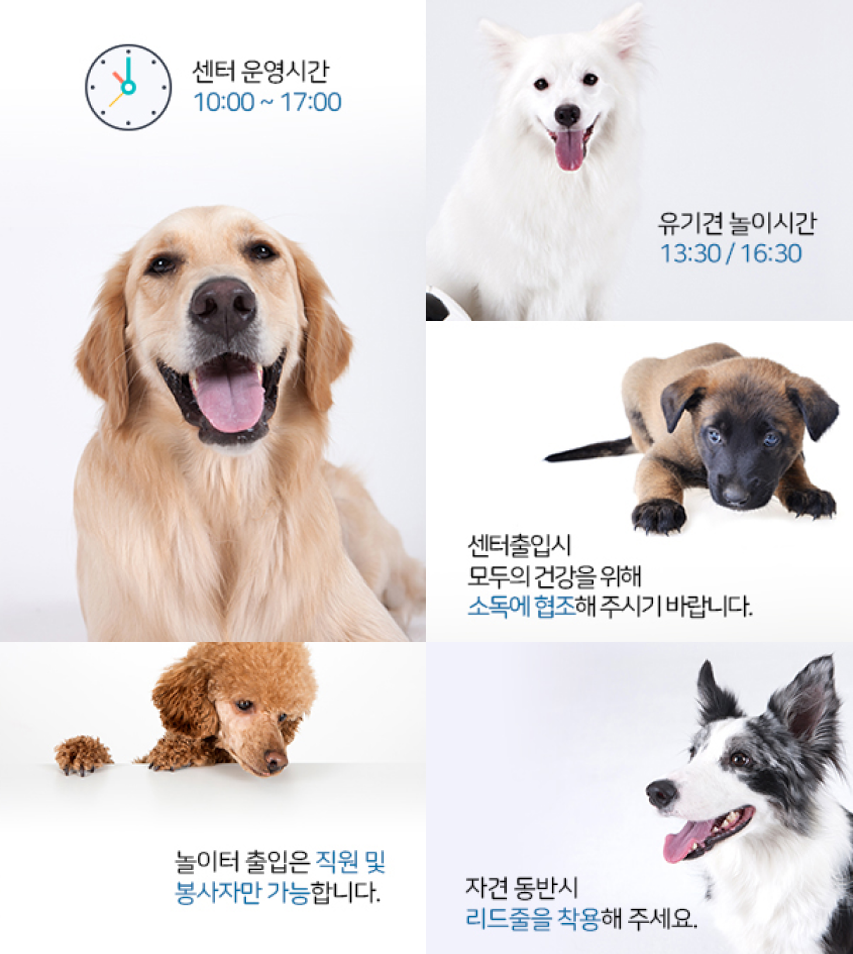 센터 운영시간
10:00 ~ 17:00
유기견 놀이시간
13:30 / 16:30
센터출입시
모두의 건강을 위해
소독에 협조해 주시기 바랍니다.
놀이터 출입은 직원 및
봉사자만 가능합니다.
자견 동반시
리드줄을 착용해 주세요.